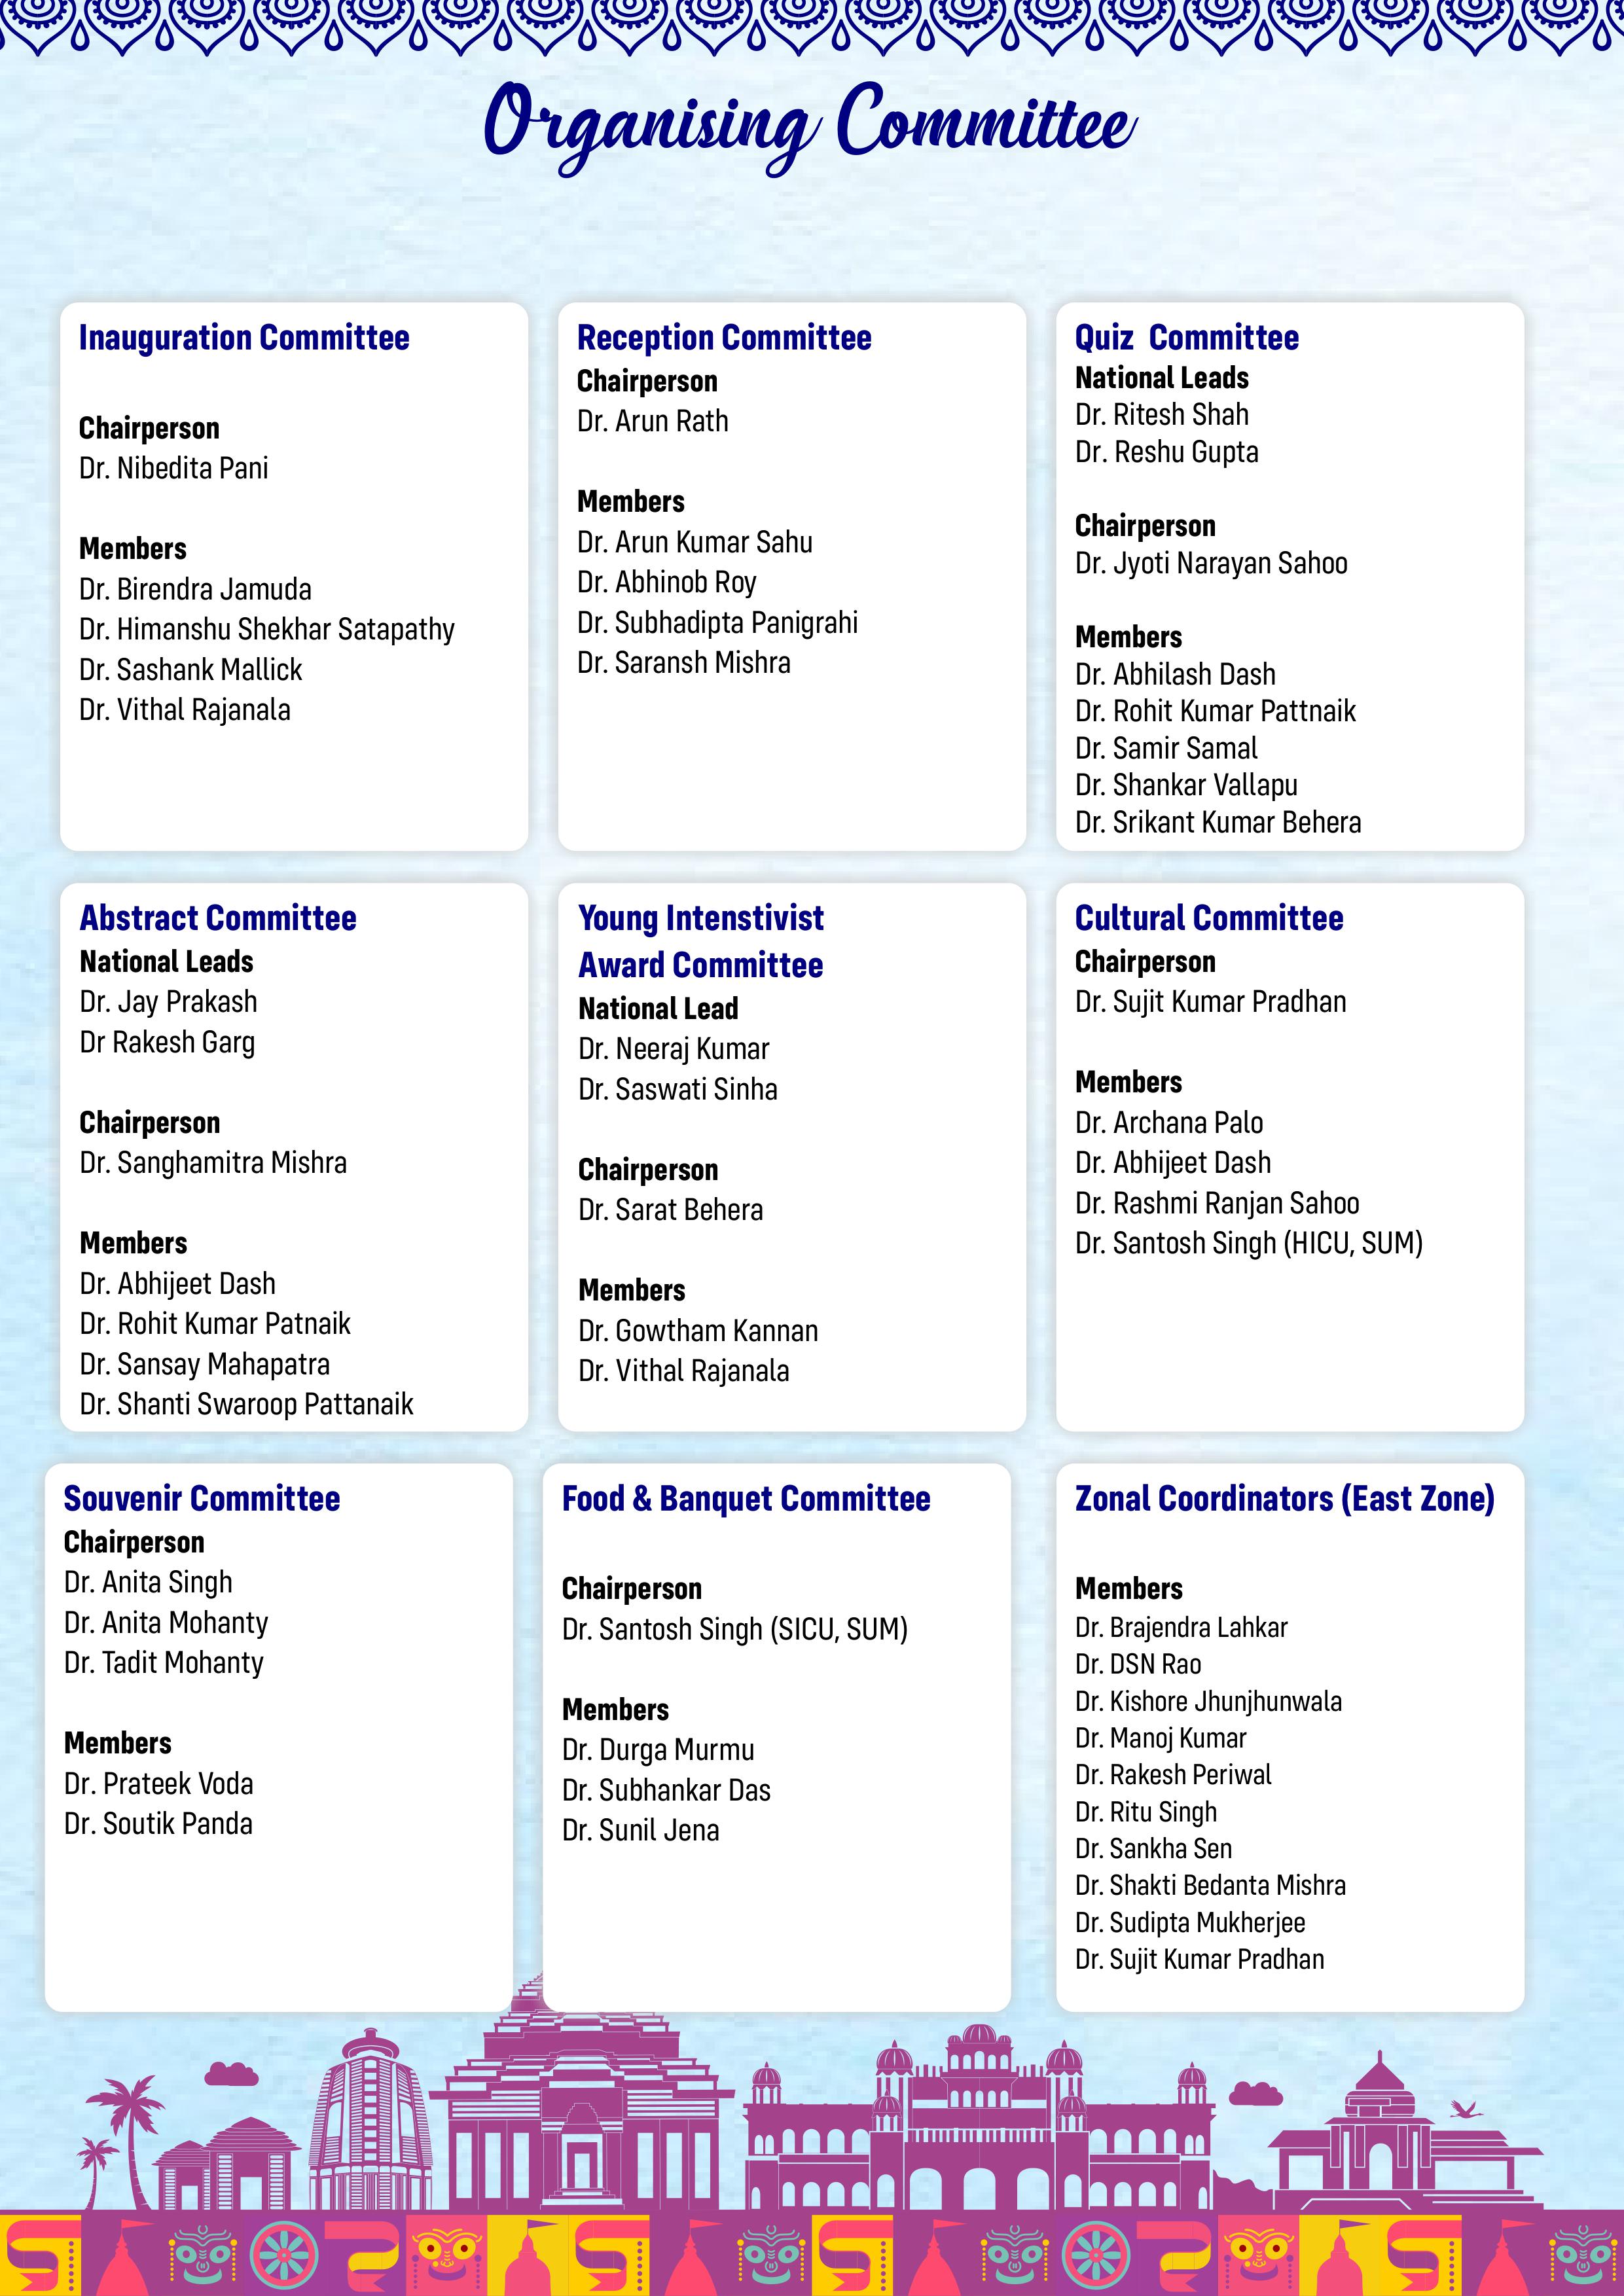 Organising Committee
Inauguration Committee
Chairperson
Dr. Nibedita Pani
Members
Dr. Birendra Jamuda
Dr. Himanshu Shekhar Satapathy
Dr. Sashank Mallick
Dr. Vithal Rajanala
Reception Committee
Chairperson
Dr. Arun Rath
Members
Dr. Arun Kumar Sahu
Dr. Abhinob Roy
Dr. Subhadipta Panigrahi
Dr. Saransh Mishra
Quiz  Committee
National Leads
Dr. Ritesh Shah
Dr. Reshu Gupta
Chairperson
Dr. Jyoti Narayan Sahoo
Members
Dr. Abhilash Dash
Dr. Rohit Kumar Pattnaik
Dr. Samir Samal
Dr. Shankar Vallapu
Dr. Srikant Kumar Behera
Abstract Committee
National Leads
Dr. Jay Prakash
Dr Rakesh Garg
Chairperson
Dr. Sanghamitra Mishra
Members
Dr. Abhijeet Dash
Dr. Rohit Kumar Patnaik
Dr. Sansay Mahapatra
Dr. Shanti Swaroop Pattanaik
Young Intenstivist
Award Committee
National Lead
Dr. Neeraj Kumar
Dr. Saswati Sinha
Chairperson
Dr. Sarat Behera
Members
Dr. Gowtham Kannan
Dr. Vithal Rajanala
Cultural Committee
Chairperson
Dr. Sujit Kumar Pradhan
Members
Dr. Archana Palo
Dr. Abhijeet Dash
Dr. Rashmi Ranjan Sahoo
Dr. Santosh Singh (HICU, SUM)
Souvenir Committee
Chairperson
Dr. Anita Singh
Dr. Anita Mohanty
Dr. Tadit Mohanty
Members
Dr. Prateek Voda
Dr. Soutik Panda
Food & Banquet Committee
Chairperson
Dr. Santosh Singh (SICU, SUM)
Members
Dr. Durga Murmu
Dr. Subhankar Das
Dr. Sunil Jena
Zonal Coordinators (East Zone)
Members
Dr. Brajendra Lahkar
Dr. DSN Rao
Dr. Kishore Jhunjhunwala
Dr. Manoj Kumar
Dr. Rakesh Periwal
Dr. Ritu Singh
Dr. Sankha Sen
Dr. Shakti Bedanta Mishra
Dr. Sudipta Mukherjee
Dr. Sujit Kumar Pradhan